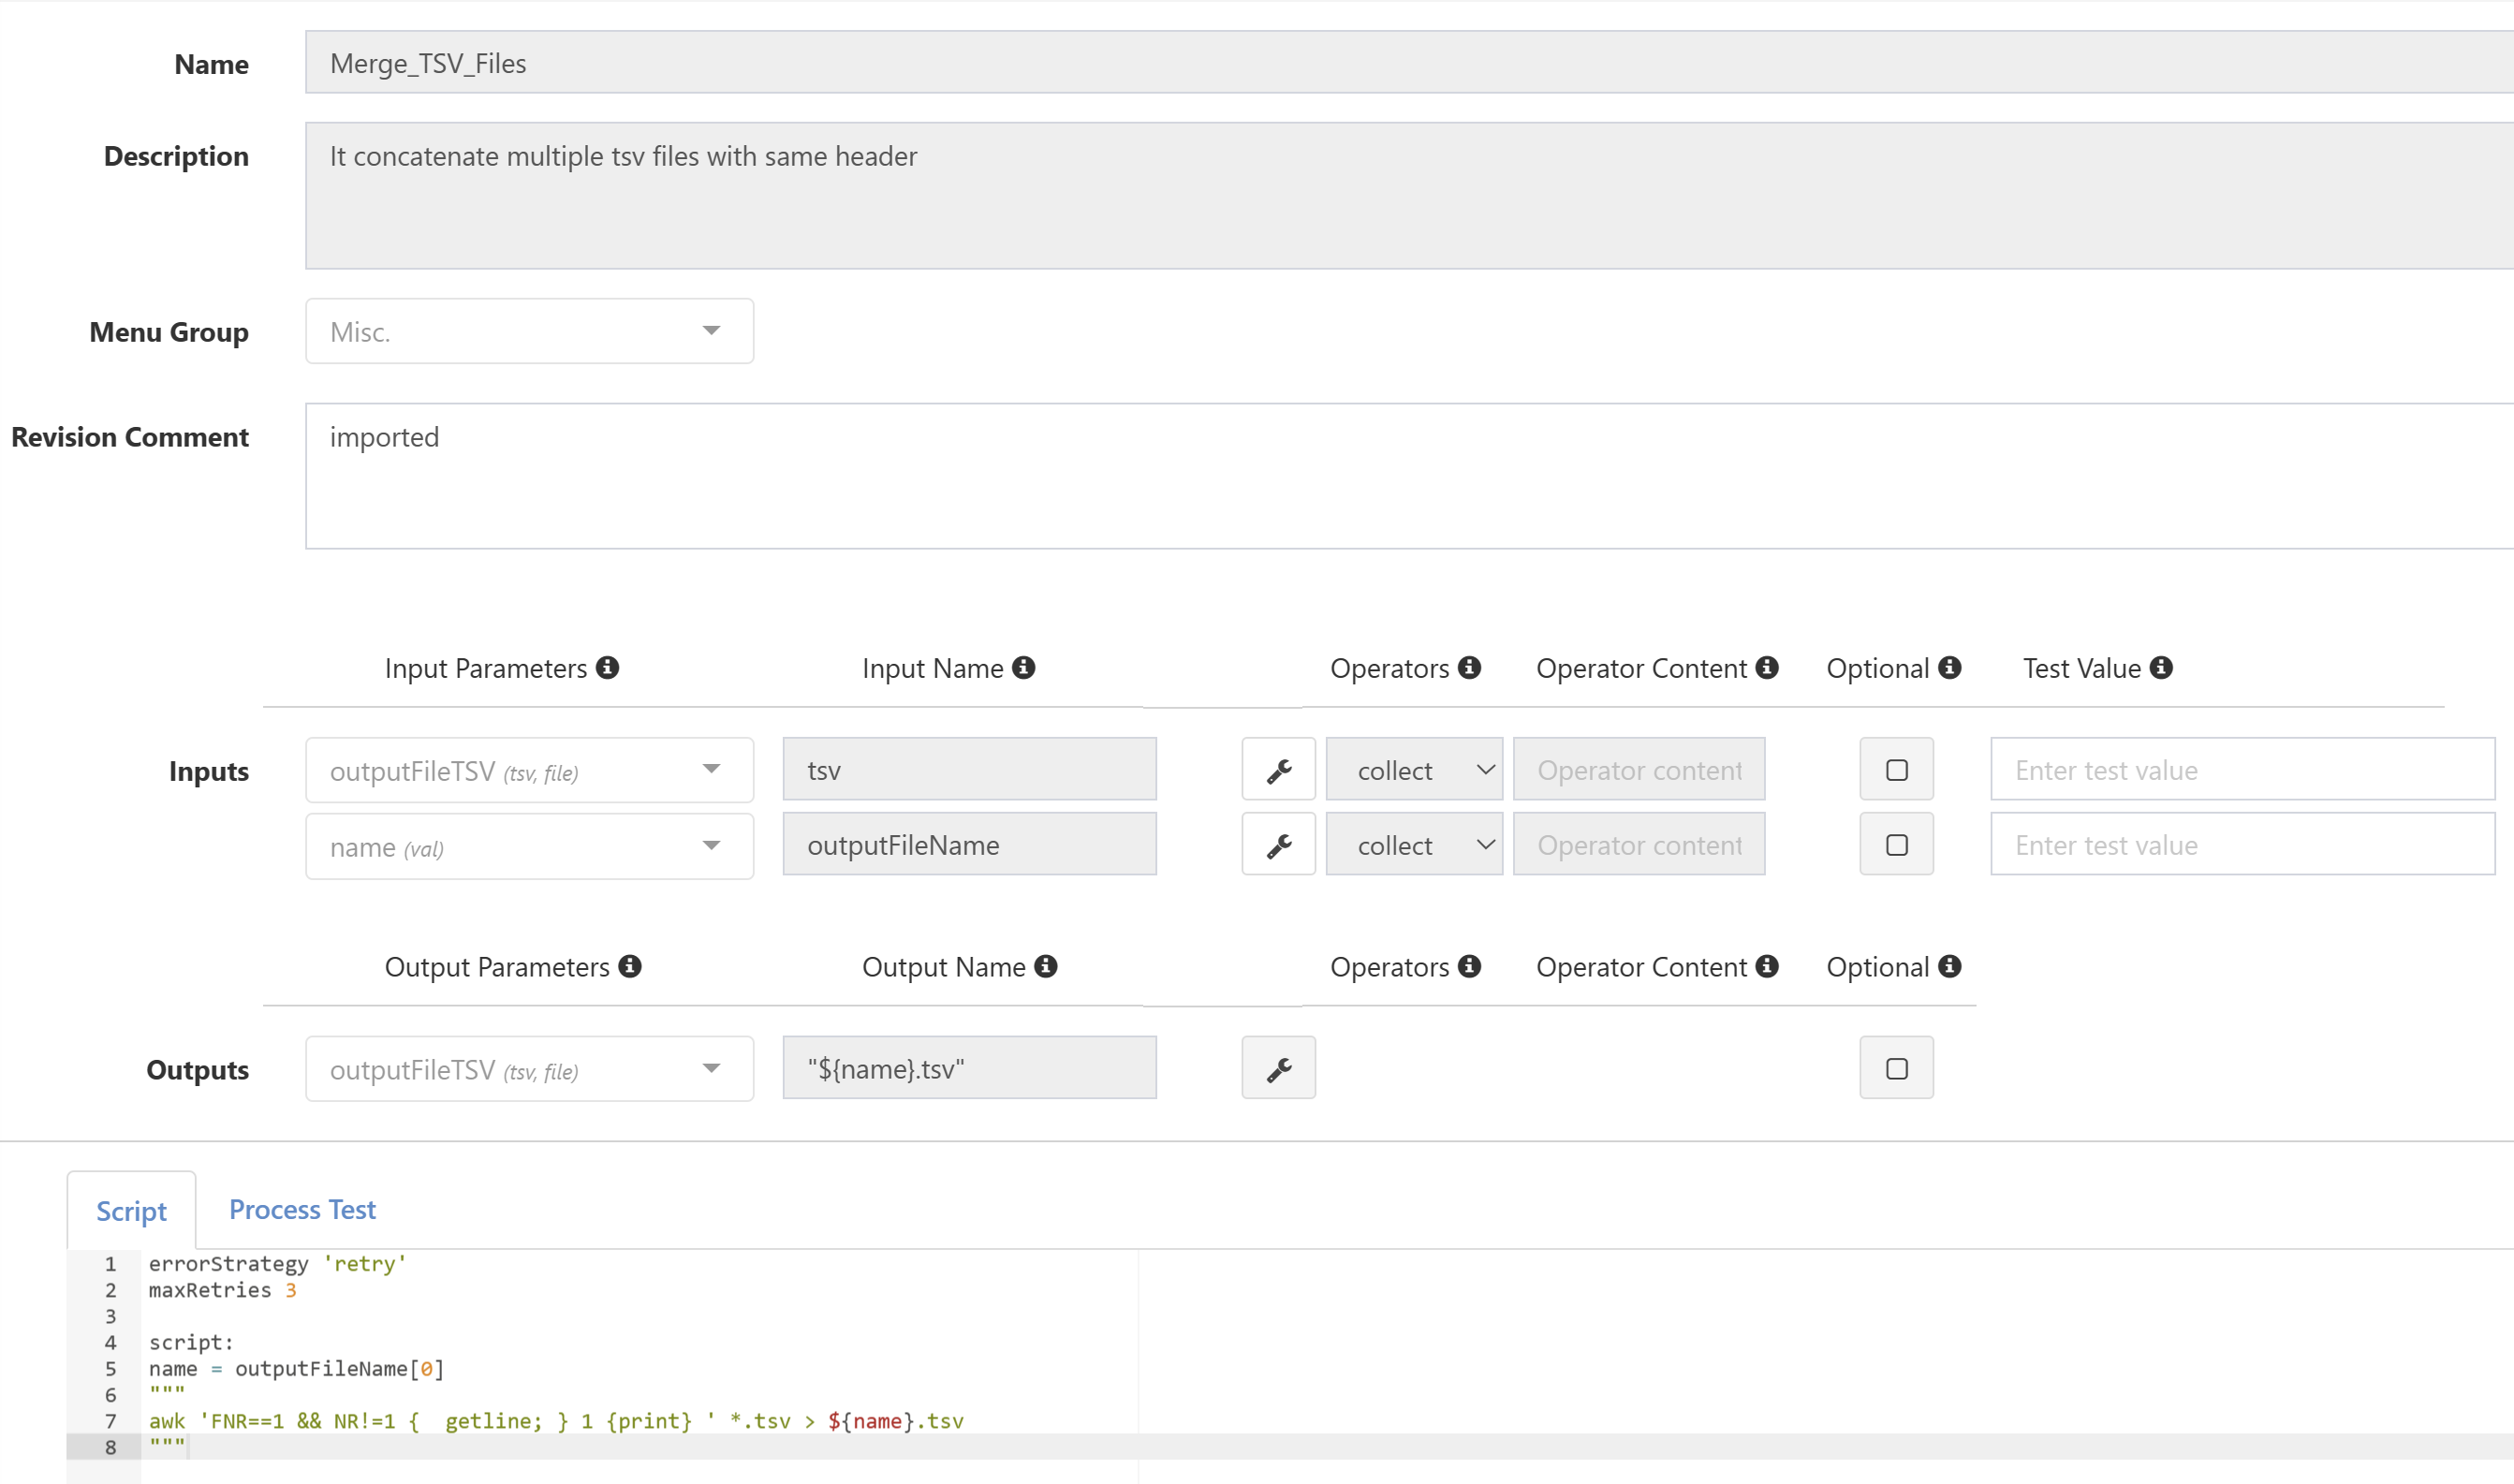 Name
Merge_TSV_Files
Description
It concatenate multiple tsv files with same header
Menu Group
Misc.
Revision Comment
imported
Input Parameters Input Name Operators Operator Content Optional Test Value
Inputs outputFileTSV (tsv, file) tsv collect Operator content Enter test value
name (val) outputFileName collect Operator content Enter test value
Output Parameters Output Name Operators Operator Content Optional
Outputs outputFileTSV (tsv, file) "${name}.tsv"
Script Process Test
1 errorStrategy 'retry'
2 maxRetries 3
3
4 script:
5 name = outputFileName[0]
6 """
7 awk 'FNR==1 && NR!=1 {  getline; } 1 {print} ' *.tsv > ${name}.tsv
8 """